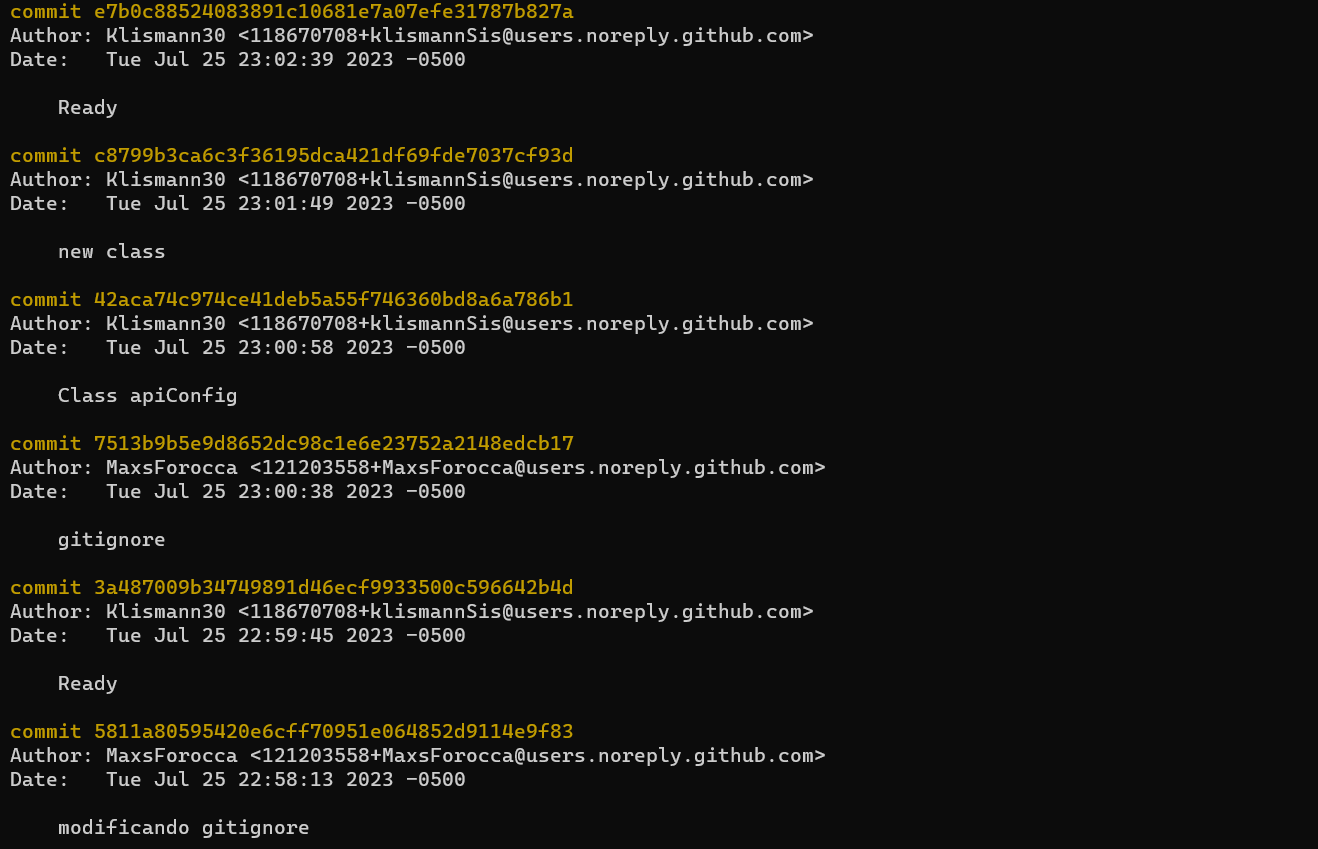 commit e7b0c88524083891c10681e7a07efe31787b827a
Author: Klismann30 <118670708+klismannSis@users.noreply.github.com>
Date:   Tue Jul 25 23:02:39 2023 -0500
Ready
commit c8799b3ca6c3f36195dca421df69fde7037cf93d
Author: Klismann30 <118670708+klismannSis@users.noreply.github.com>
Date:   Tue Jul 25 23:01:49 2023 -0500
new class
commit 42aca74c974ce41deb5a55f746360bd8a6a786b1
Author: Klismann30 <118670708+klismannSis@users.noreply.github.com>
Date:   Tue Jul 25 23:00:58 2023 -0500
Class apiConfig
commit 7513b9b5e9d8652dc98c1e6e23752a2148edcb17
Author: MaxsForocca <121203558+MaxsForocca@users.noreply.github.com>
Date:   Tue Jul 25 23:00:38 2023 -0500
gitignore
commit 3a487009b34749891d46ecf9933500c596642b4d
Author: Klismann30 <118670708+klismannSis@users.noreply.github.com>
Date:   Tue Jul 25 22:59:45 2023 -0500
Ready
commit 5811a80595420e6cff70951e064852d9114e9f83
Author: MaxsForocca <121203558+MaxsForocca@users.noreply.github.com>
Date:   Tue Jul 25 22:58:13 2023 -0500
modificando gitignore